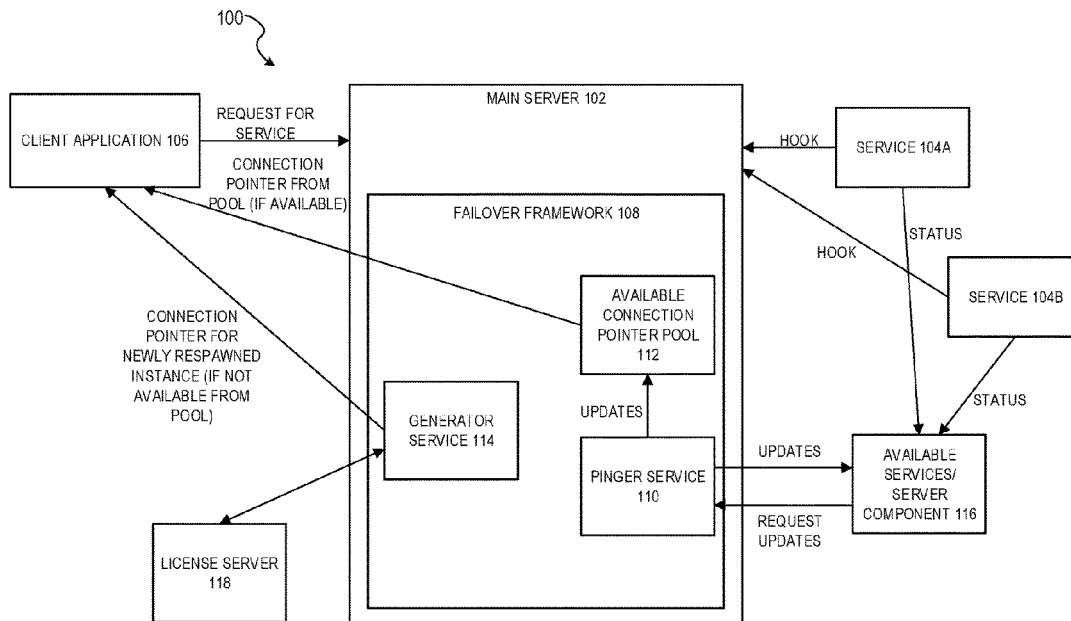 100
MAIN SERVER 102
CLIENT APPLICATION 106
REQUEST FOR
SERVICE
CONNECTION
POINTER FROM
POOL (IF AVAILABLE)
HOOK
SERVICE 104A
FAILOVER FRAMEWORK 108
STATUS
HOOK
SERVICE 104B
AVAILABLE
CONNECTION
POINTER POOL
112
CONNECTION
POINTER FOR
NEWLY RESPAWNED
INSTANCE (IF NOT
AVAILABLE FROM
POOL)
GENERATOR
SERVICE 114
UPDATES
STATUS
PINGER SERVICE
110
UPDATES
REQUEST
UPDATES
AVAILABLE
SERVICES/
SERVER
COMPONENT 116
LICENSE SERVER
118